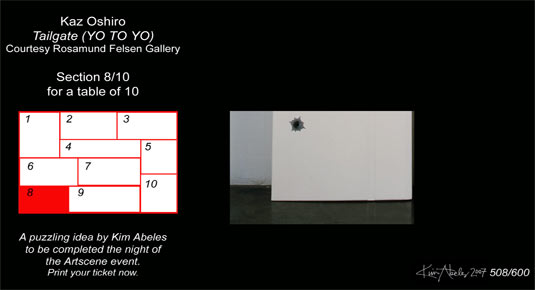 Kaz Oshiro
Tailgate (YO TO YO)
Courtesy Rosamund Felsen Gallery
Section 8/10
for a table of 10
1
2
3
4
5
6
7
8
9
10
A puzzling idea by Kim Abeles
to be completed the night of
the Artscene event.
Print your ticket now.
Kim Abeles 2007 508/600